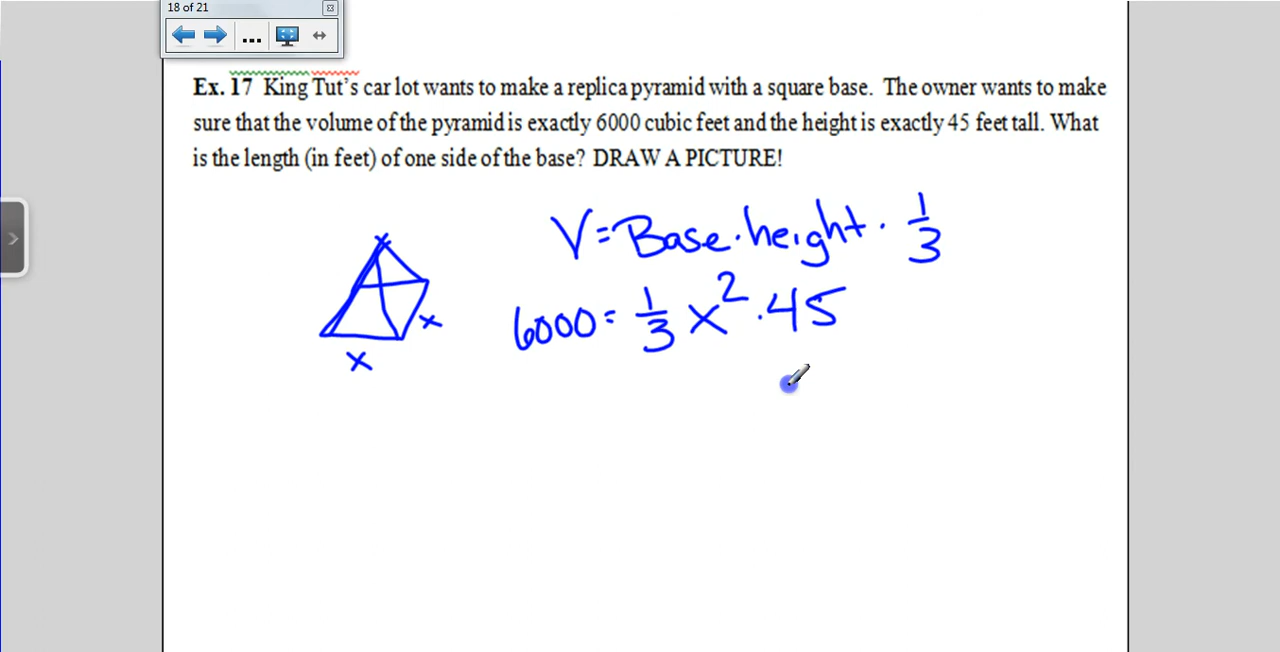 18 of 21
...
Ex. 17 King Tut's car lot wants to make a replica pyramid with a square base. The owner wants to make
sure that the volume of the pyramid is exactly 6000 cubic feet and the height is exactly 45 feet tall. What
is the length (in feet) of one side of the base? DRAW A PICTURE!
V = Base · height · 1/3
6000 = 1/3 x² · 45
x
x